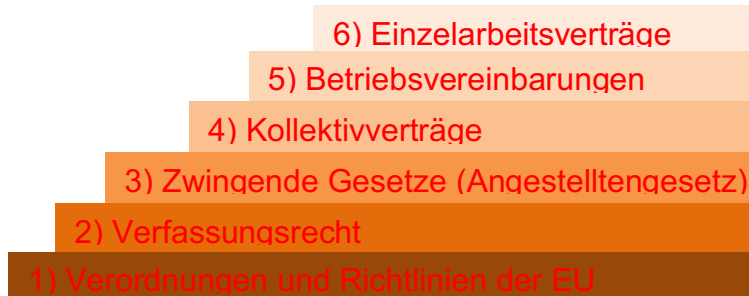 6) Einzelarbeitsverträge
5) Betriebsvereinbarungen
4) Kollektivverträge
3) Zwingende Gesetze (Angestelltengesetz)
2) Verfassungsrecht
1) Verordnungen und Richtlinien der EU